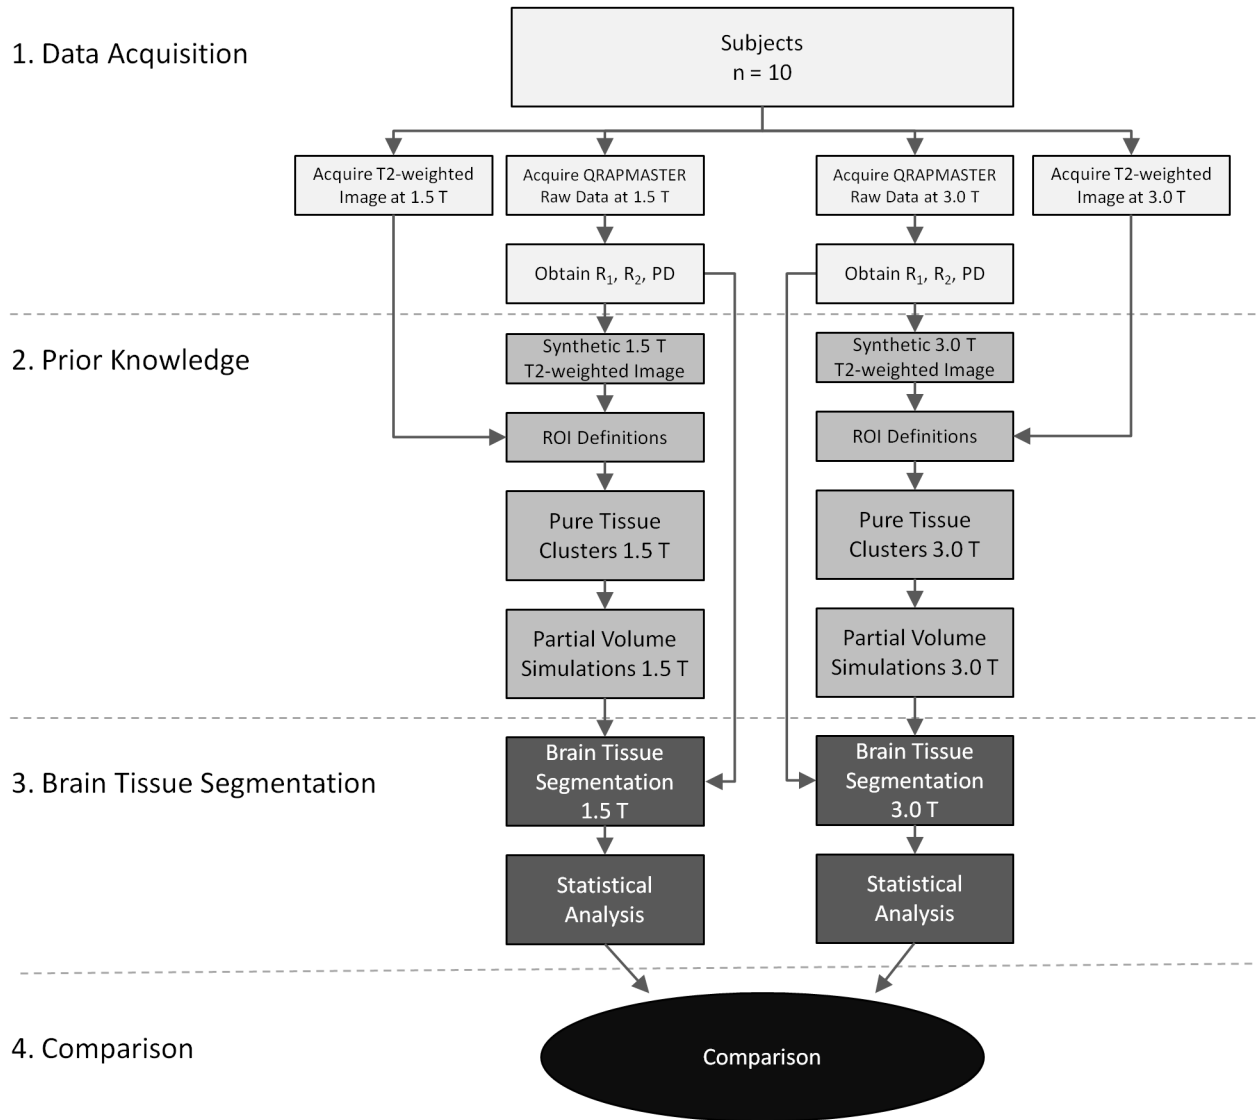 1. Data Acquisition
Subjects
n = 10
Acquire T2-weighted
Image at 1.5 T
Acquire QRAPMASTER
Raw Data at 1.5 T
Acquire QRAPMASTER
Raw Data at 3.0 T
Acquire T2-weighted
Image at 3.0 T
Obtain R1, R2, PD
Obtain R1, R2, PD
2. Prior Knowledge
Synthetic 1.5 T
T2-weighted Image
Synthetic 3.0 T
T2-weighted Image
ROI Definitions
ROI Definitions
Pure Tissue
Clusters 1.5 T
Pure Tissue
Clusters 3.0 T
Partial Volume
Simulations 1.5 T
Partial Volume
Simulations 3.0 T
3. Brain Tissue Segmentation
Brain Tissue
Segmentation
1.5 T
Brain Tissue
Segmentation
3.0 T
Statistical
Analysis
Statistical
Analysis
4. Comparison
Comparison